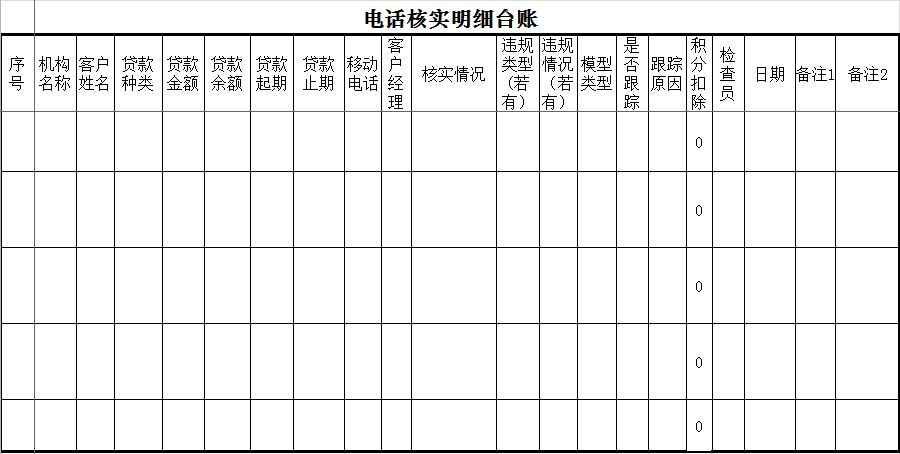 电话核实明细台账
序号
机构名称
客户姓名
贷款种类
贷款金额
贷款余额
贷款起期
贷款止期
移动电话
客户经理
核实情况
违规类型（若有）
违规情况（若有）
模型类型
是否跟踪
跟踪原因
积分扣除
检查员
日期
备注1
备注2
0
0
0
0
0